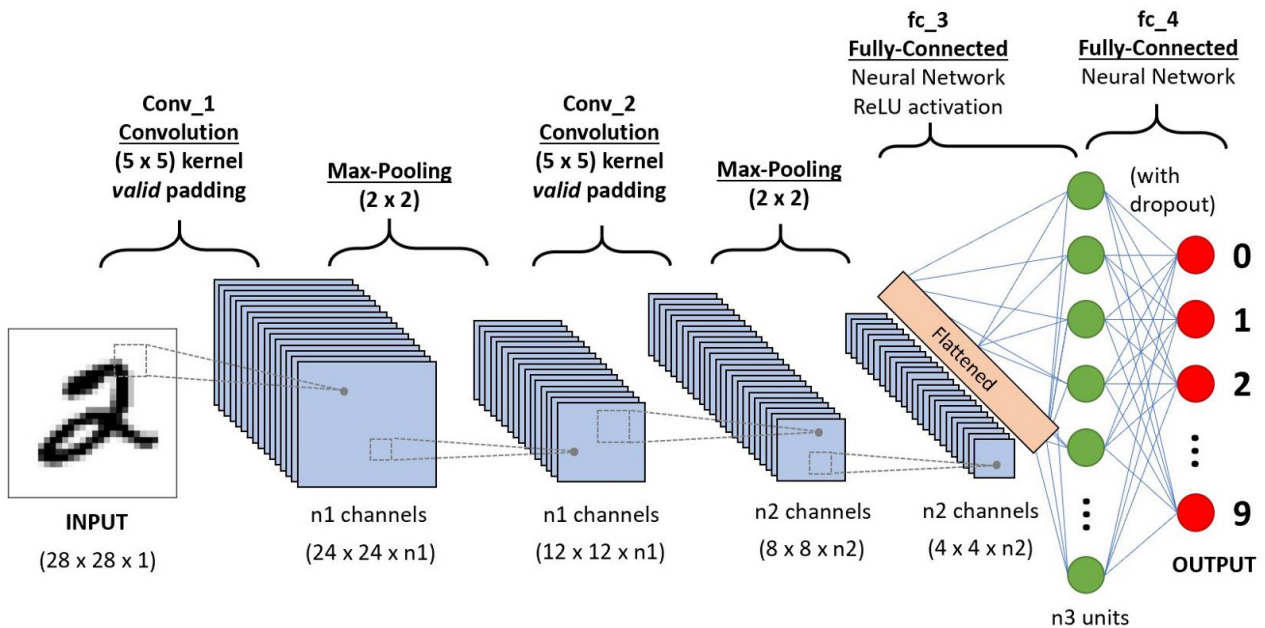 Conv_1
Convolution
(5 x 5) kernel
valid padding
Max-Pooling
(2 x 2)
Conv_2
Convolution
(5 x 5) kernel
valid padding
Max-Pooling
(2 x 2)
fc_3
Fully-Connected
Neural Network
ReLU activation
fc_4
Fully-Connected
Neural Network
(with
dropout)
INPUT
(28 x 28 x 1)
n1 channels
(24 x 24 x n1)
n1 channels
(12 x 12 x n1)
n2 channels
(8 x 8 x n2)
n2 channels
(4 x 4 x n2)
Flattened
n3 units
0
1
2
9
OUTPUT